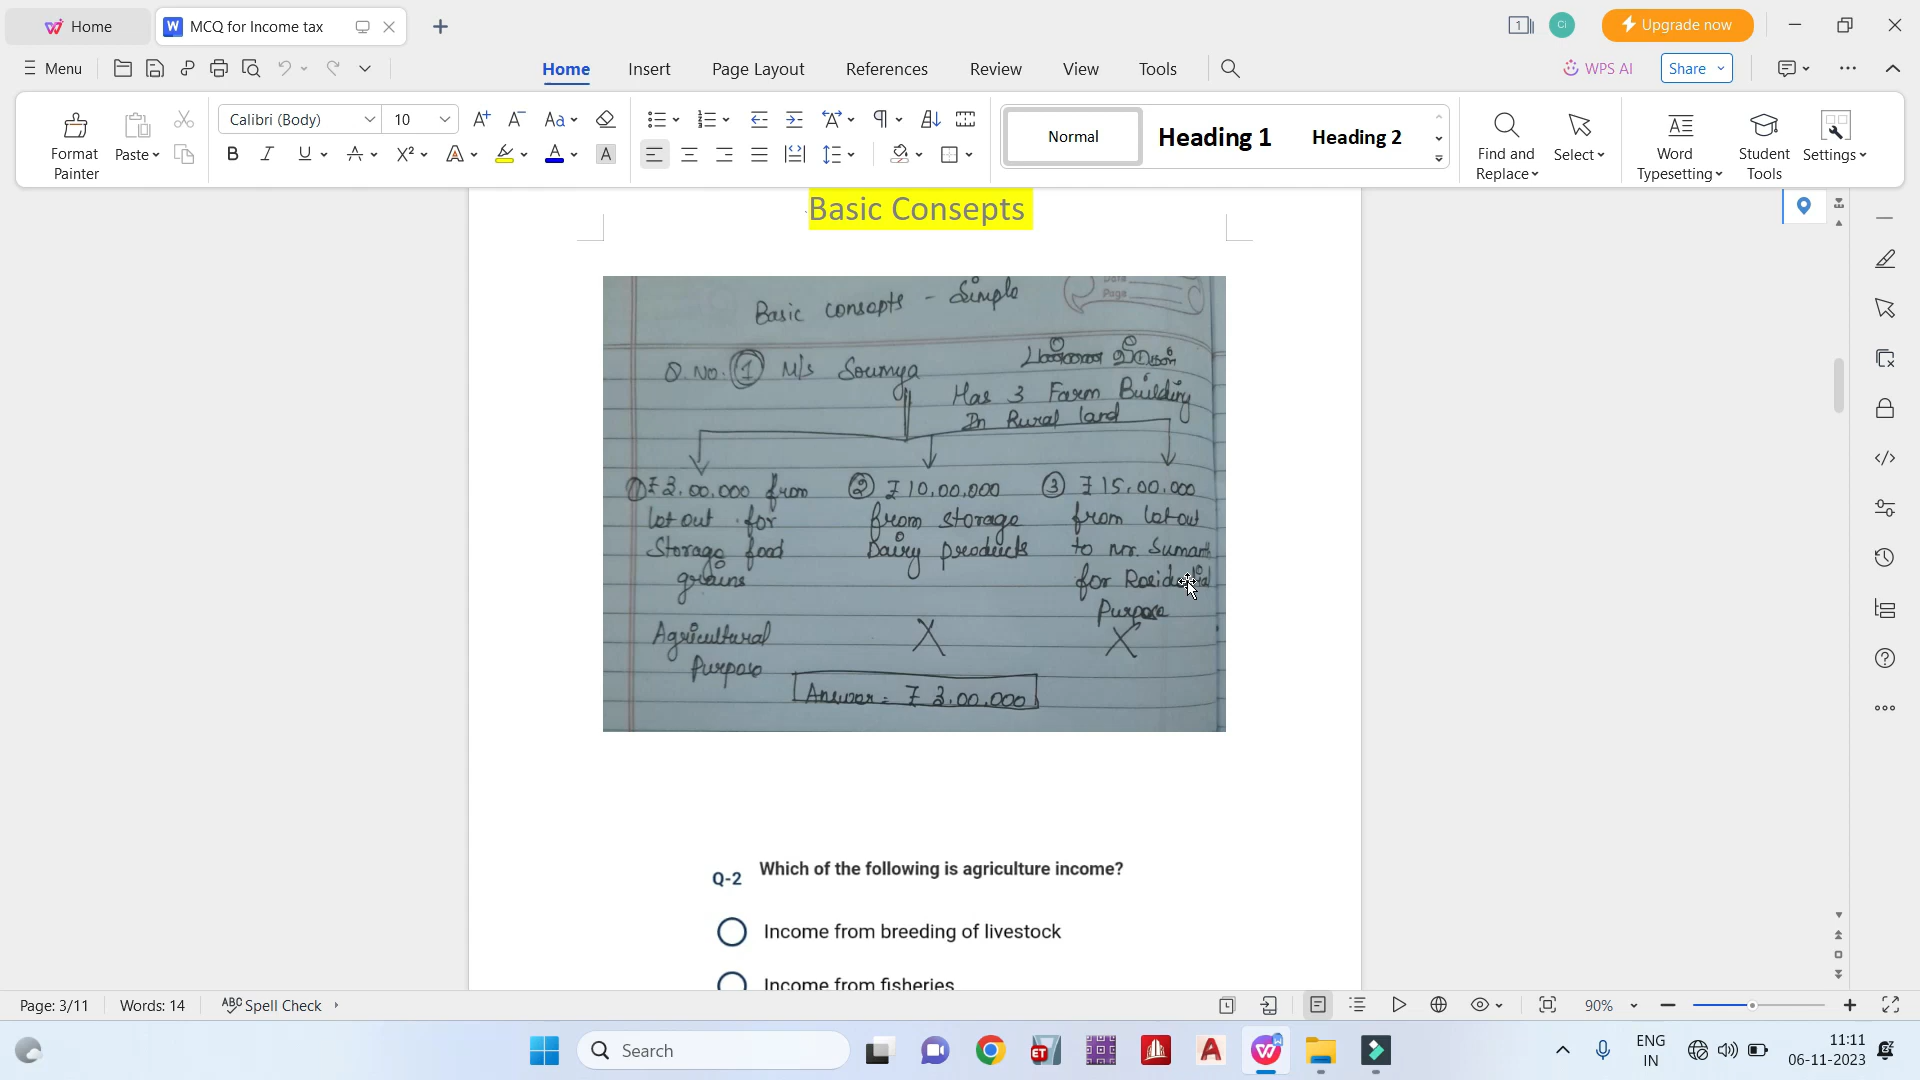 Home
MCQ for Income tax
1
Ci
Upgrade now
Menu
Home
Insert
Page Layout
References
Review
View
Tools
WPS AI
Share
Format
Painter
Paste
Calibri (Body)
10
Normal
Heading 1
Heading 2
Find and
Replace
Select
Word
Typesetting
Student
Tools
Settings
Basic Consepts
Basic consepts - Simple
Page
Q. No. 1 M/s Soumya
Has 3 Farm Building
In Rural land
① ₹ 3,00,000 from
let out for
Storage food
grains
② ₹ 10,00,000
from storage
Dairy products
③ ₹ 15,00,000
from let out
to Mr.
for Residential
Purpose
Agricultural
Purpose
X
X
Answer = ₹ 3,00,000
Q-2
Which of the following is agriculture income?
Income from breeding of livestock
Income from fisheries
Page: 3/11
Words: 14
Spell Check
90%
Search
ENG
IN
11:11
06-11-2023